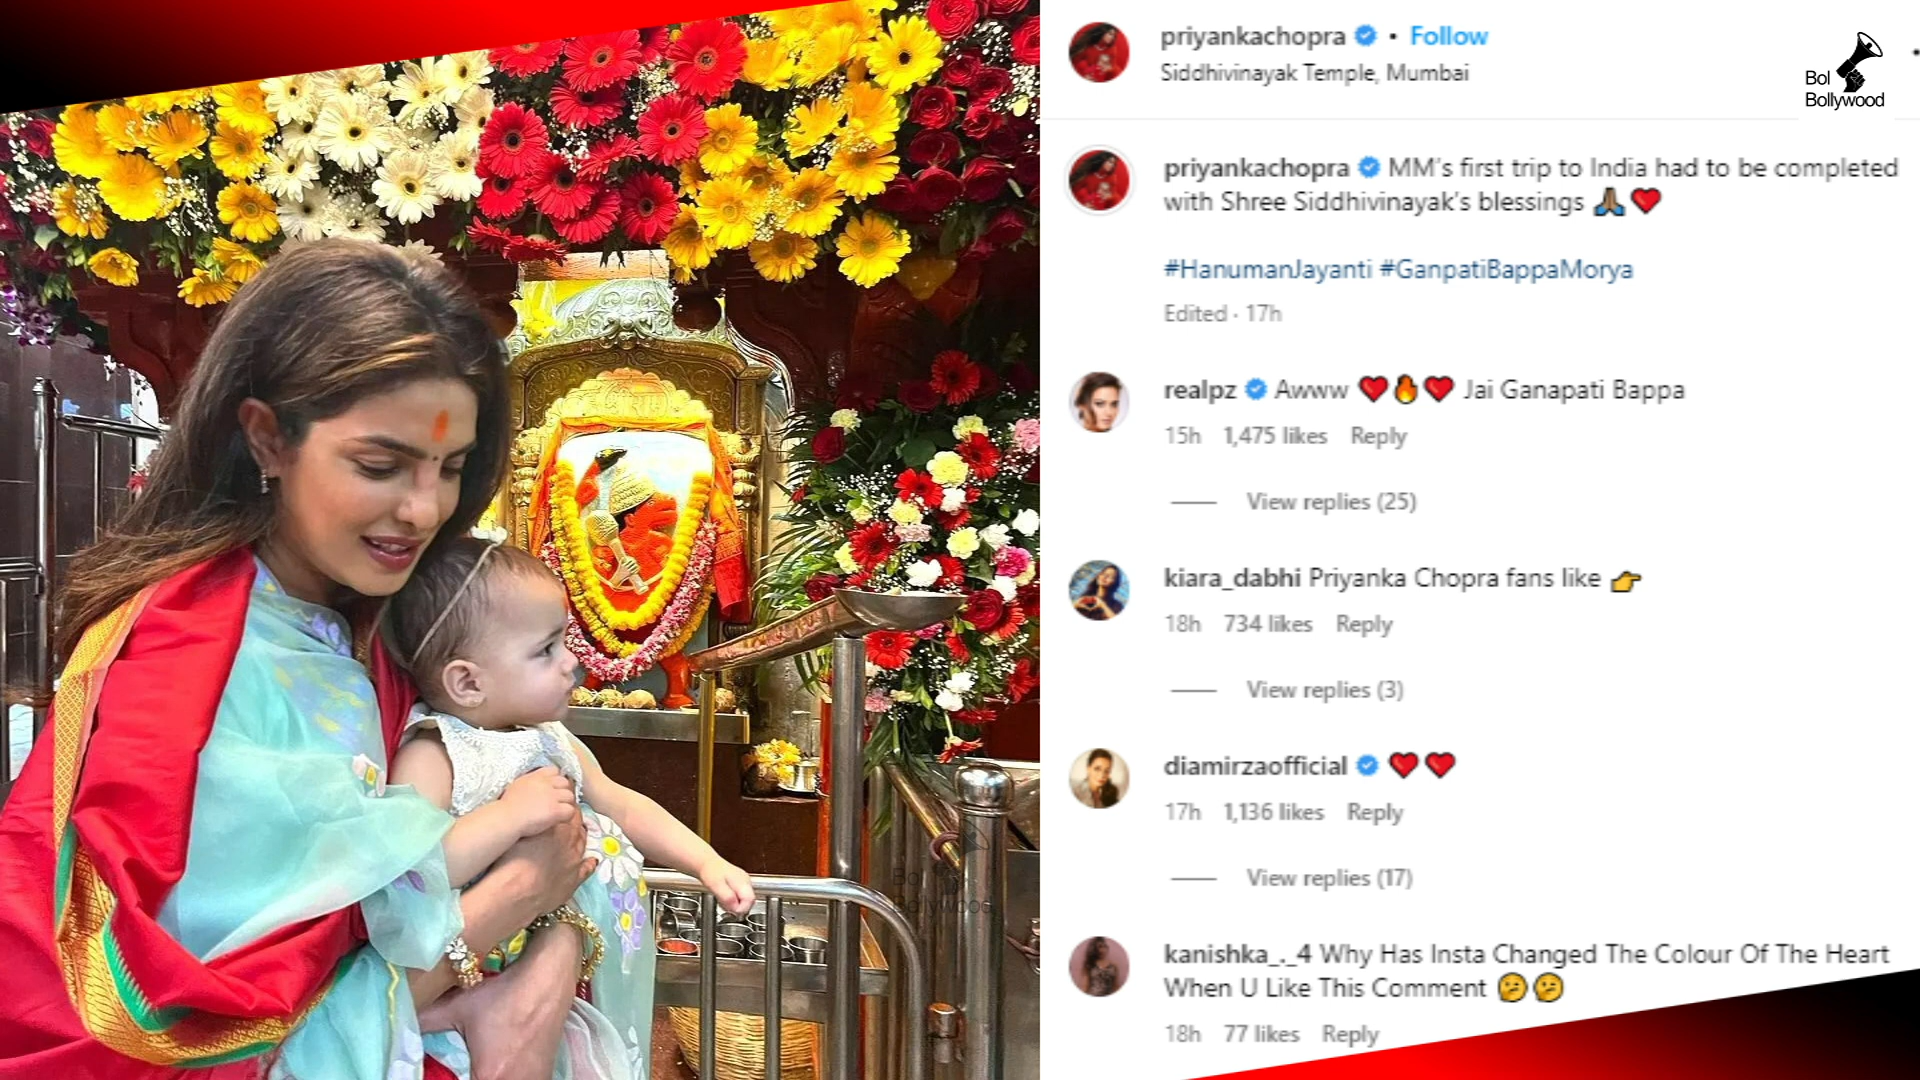 priyankachopra • Follow
Siddhivinayak Temple, Mumbai
Bol
Bollywood
priyankachopra MM's first trip to India had to be completed
with Shree Siddhivinayak's blessings 🙏🏽❤️
#HanumanJayanti #GanpatiBappaMorya
Edited · 17h
realpz Awww ❤️🔥❤️ Jai Ganapati Bappa
15h 1,475 likes Reply
View replies (25)
kiara_dabhi Priyanka Chopra fans like 👉
18h 734 likes Reply
View replies (3)
diamirzaofficial ❤️❤️
17h 1,136 likes Reply
View replies (17)
kanishka_._4 Why Has Insta Changed The Colour Of The Heart
When U Like This Comment 🫤🫤
18h 77 likes Reply
Bol
Bollywood